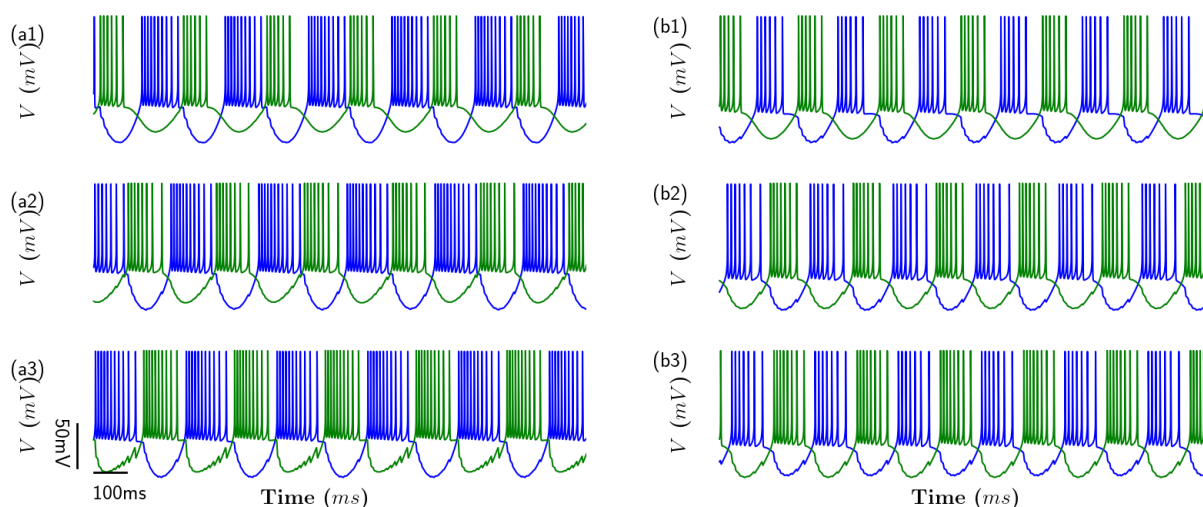 (a1)
V (mV)
(b1)
V (mV)
(a2)
V (mV)
(b2)
V (mV)
(a3)
V (mV)
(b3)
V (mV)
50mV
100ms
Time (ms)
Time (ms)